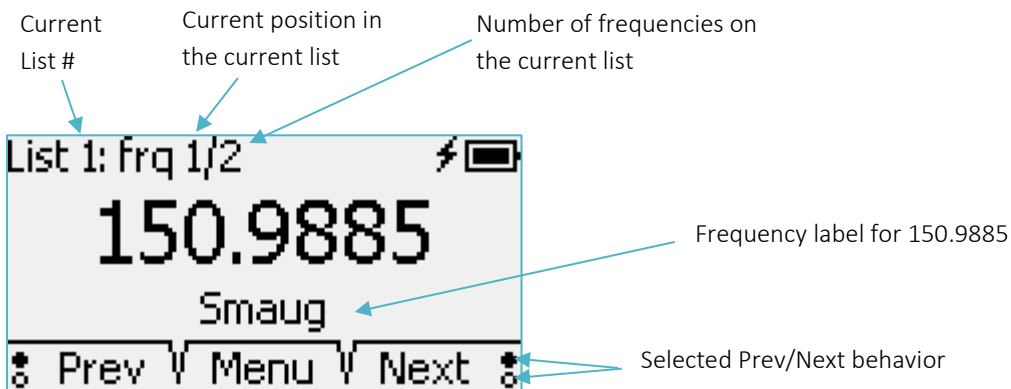 Current
List #
Current position in
the current list
Number of frequencies on
the current list
List 1: frq 1/2
150.9885
Frequency label for 150.9885
Smaug
Prev Menu Next
Selected Prev/Next behavior